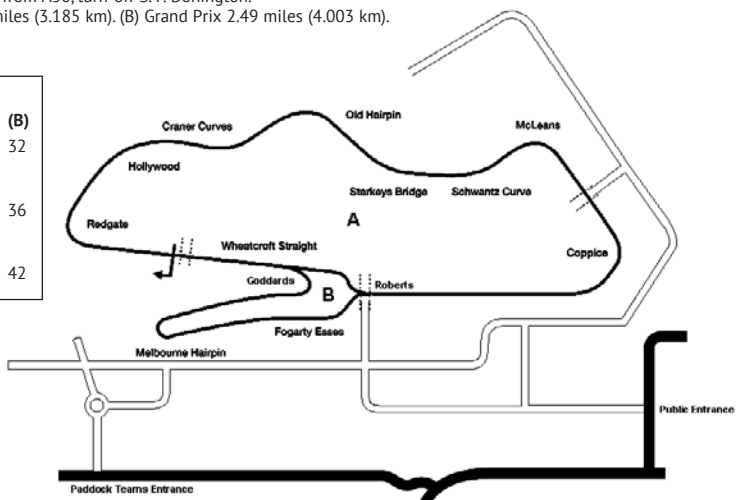 from A50, turn off S.P. Donington.
miles (3.185 km). (B) Grand Prix 2.49 miles (4.003 km).
(B)
32
36
42
Old Hairpin
Craner Curves
McLeans
Hollywood
Starkeys Bridge
Schwantz Curve
A
Redgate
Wheatcroft Straight
Coppice
Goddards
B
Roberts
Fogarty Esses
Melbourne Hairpin
Public Entrance
Paddock Teams Entrance